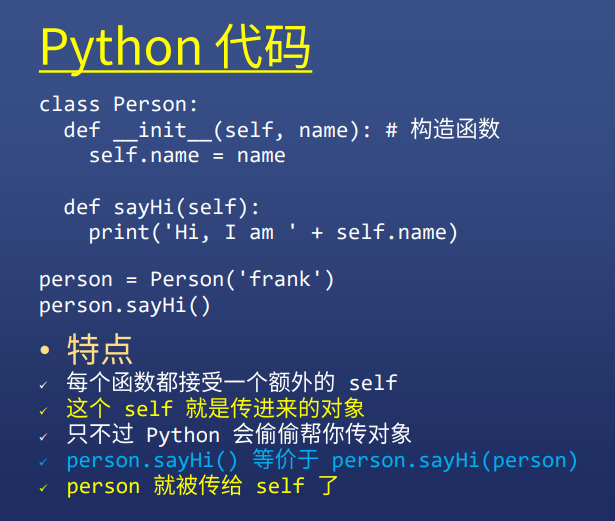 Python 代码
class Person:
  def __init__(self, name): # 构造函数
    self.name = name
  def sayHi(self):
    print('Hi, I am ' + self.name)
person = Person('frank')
person.sayHi()
• 特点
✓ 每个函数都接受一个额外的 self
✓ 这个 self 就是传进来的对象
✓ 只不过 Python 会偷偷帮你传对象
✓ person.sayHi() 等价于 person.sayHi(person)
✓ person 就被传给 self 了